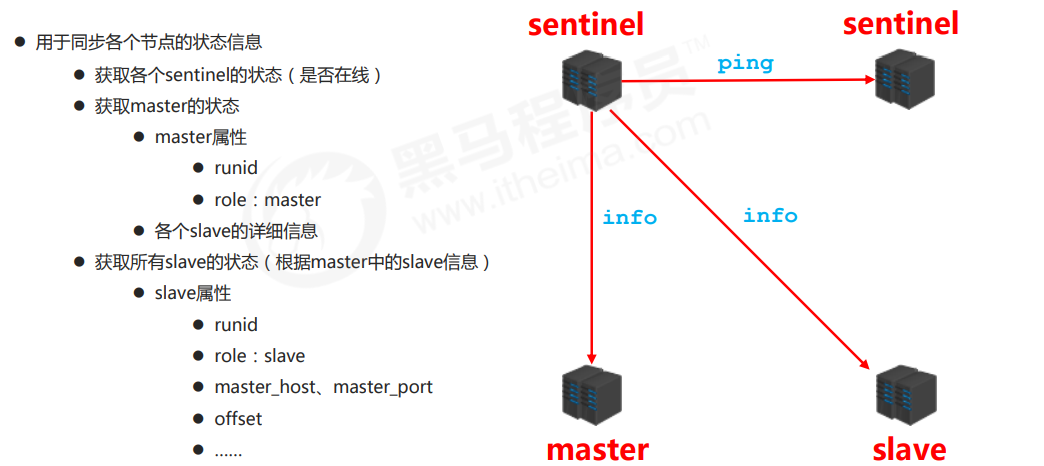 用于同步各个节点的状态信息
获取各个sentinel的状态（是否在线）
获取master的状态
master属性
runid
role：master
各个slave的详细信息
获取所有slave的状态（根据master中的slave信息）
slave属性
runid
role：slave
master_host、master_port
offset
……
sentinel
sentinel
ping
info
info
master
slave
黑马程序员™
www.itheima.com